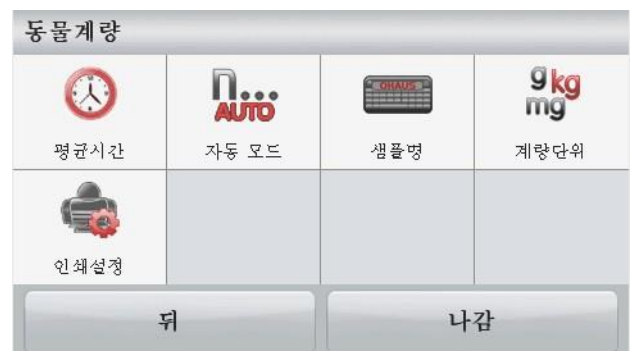 동물계량
n...
AUTO
OHAUS
g kg
mg
평균시간
자동 모드
샘플명
계량단위
인쇄설정
뒤
나감